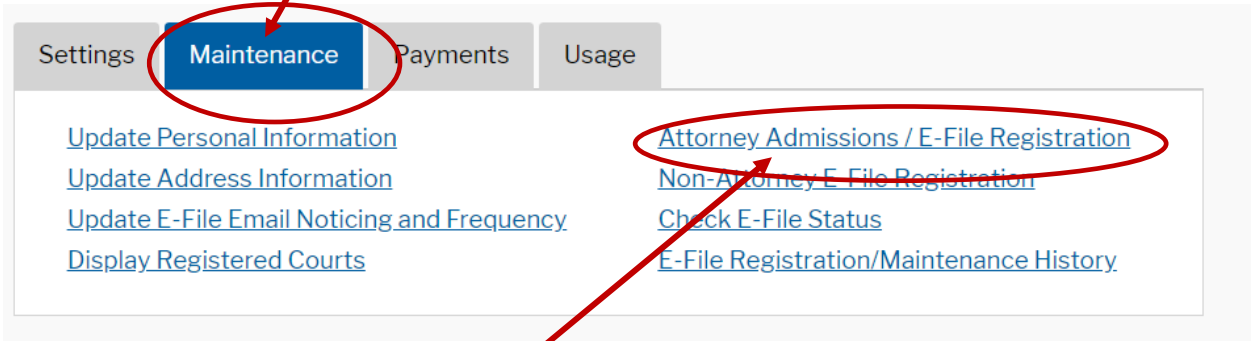 Settings Maintenance Payments Usage
Update Personal Information
Update Address Information
Update E-File Email Noticing and Frequency
Display Registered Courts
Attorney Admissions / E-File Registration
Non-Attorney E-File Registration
Check E-File Status
E-File Registration/Maintenance History